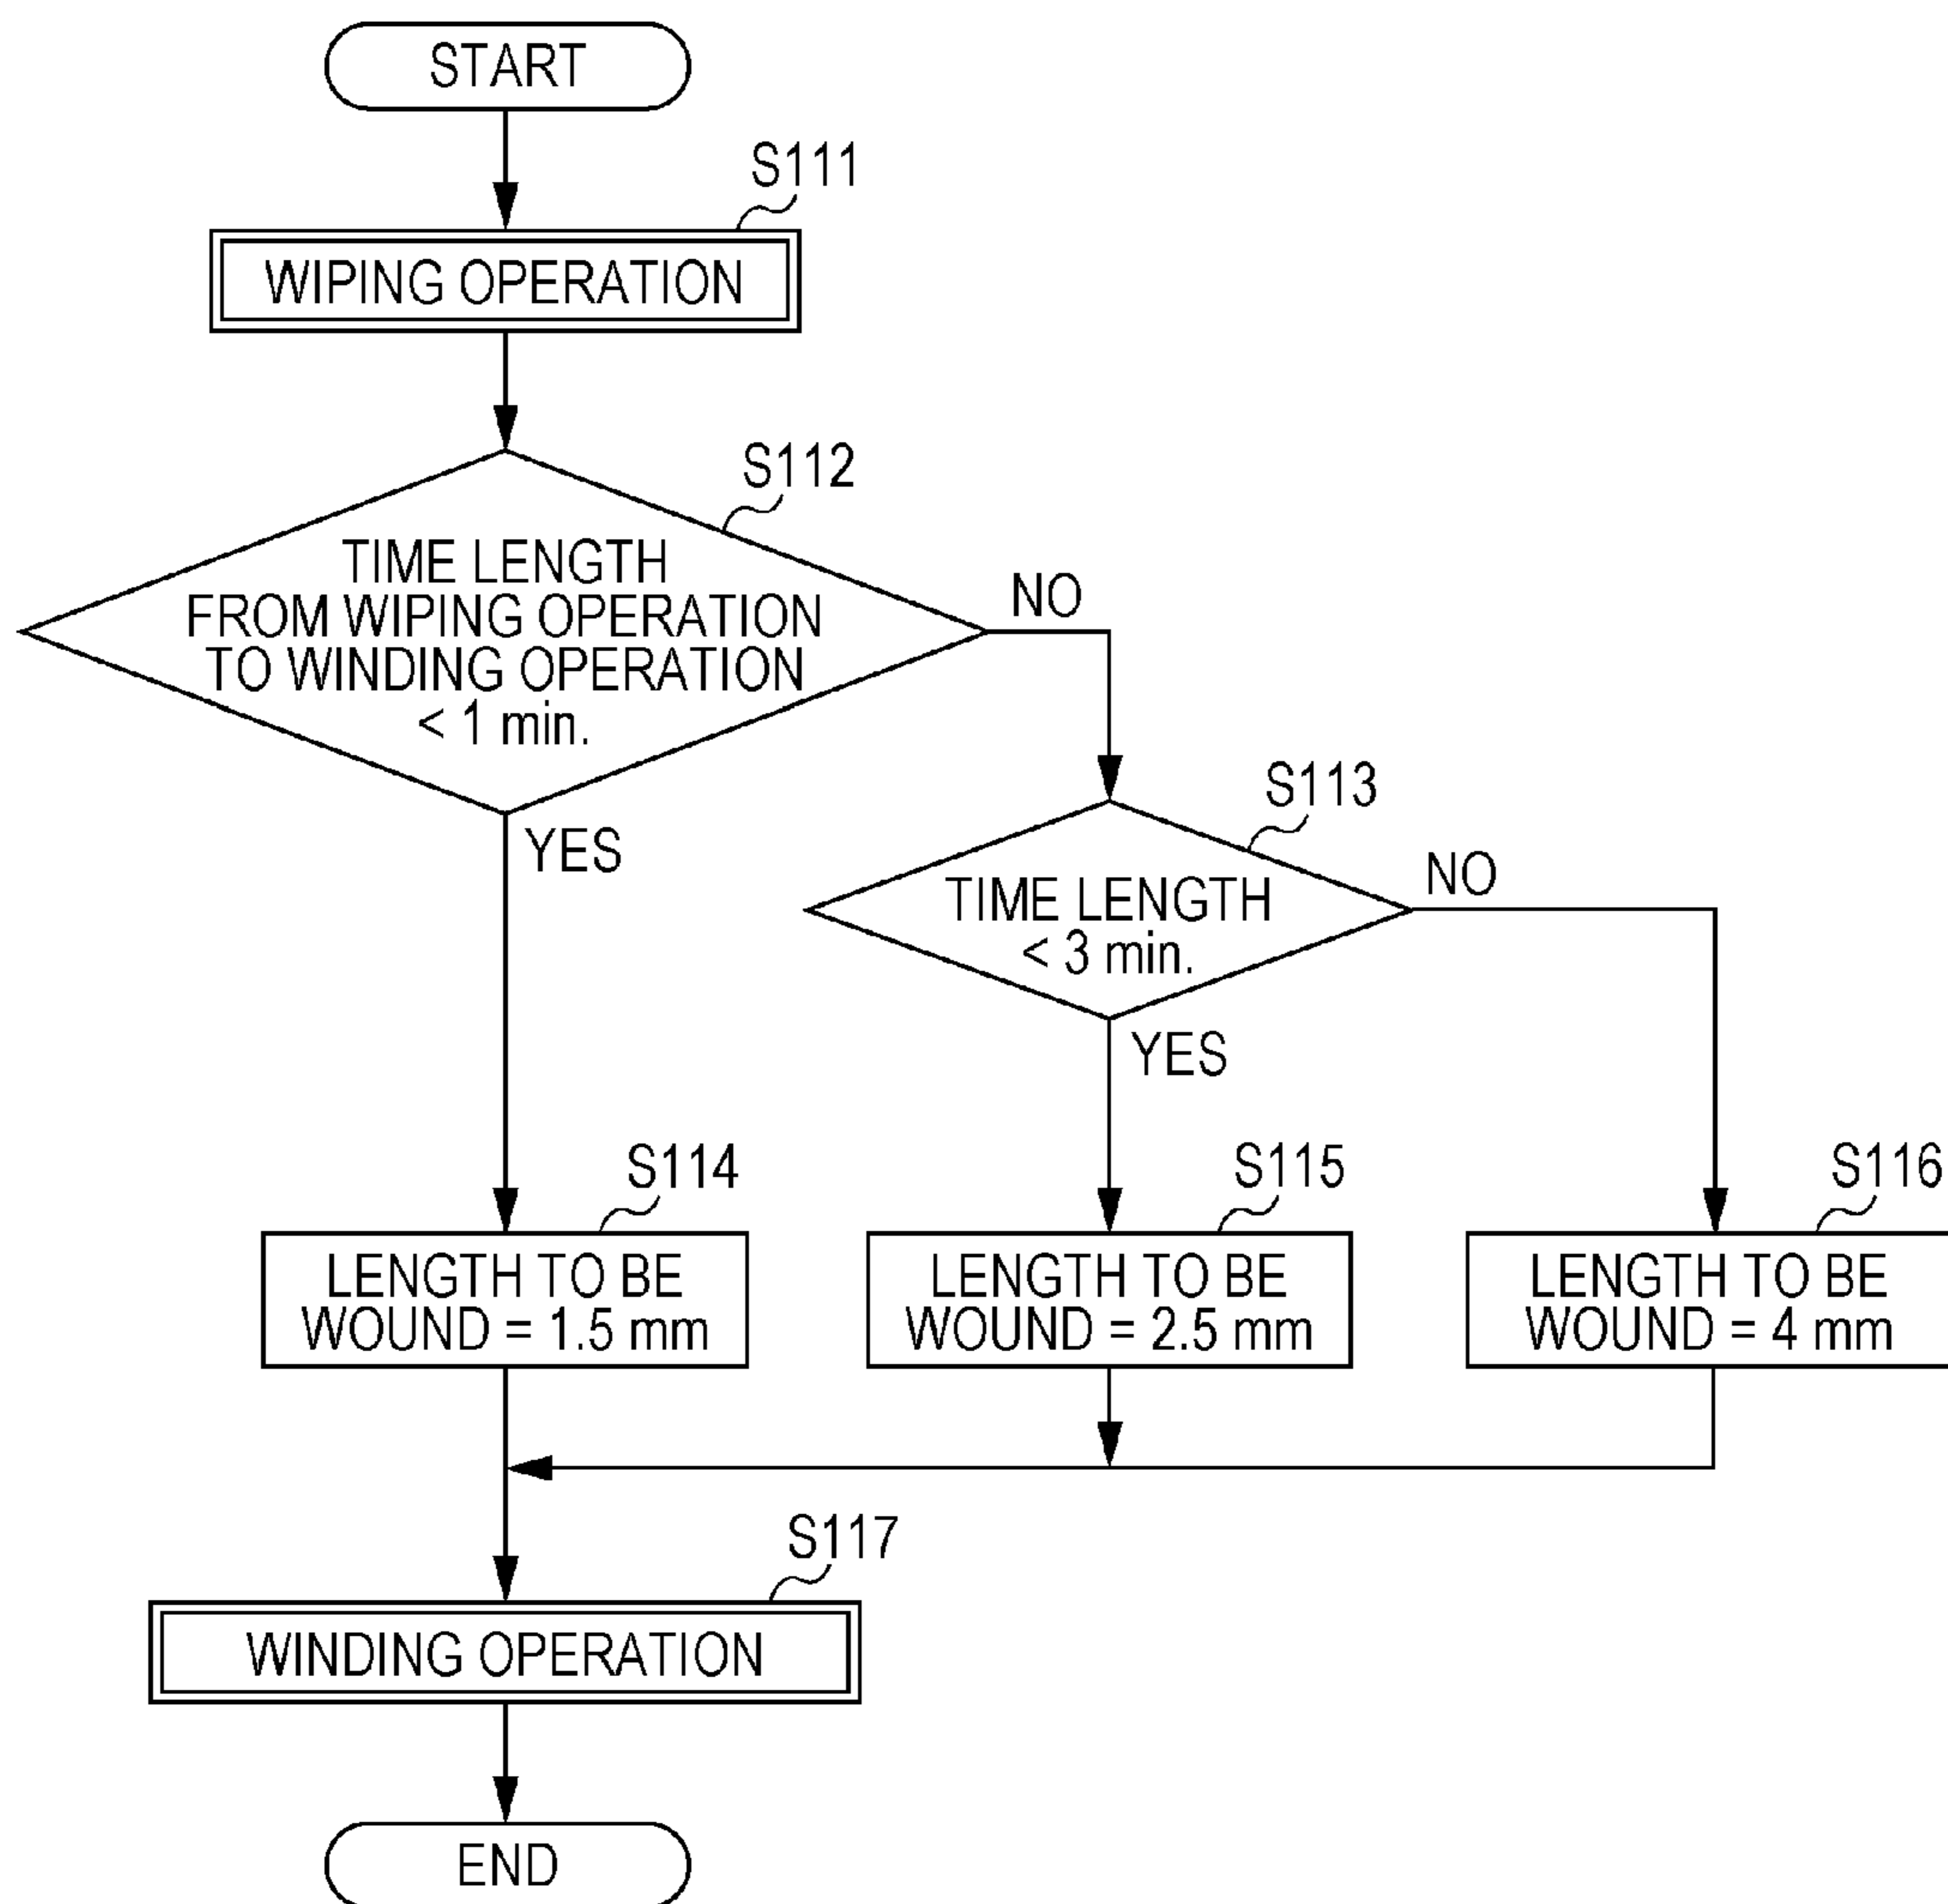 START
S111
WIPING OPERATION
S112
TIME LENGTH
FROM WIPING OPERATION
TO WINDING OPERATION
< 1 min.
NO
YES
S113
TIME LENGTH
< 3 min.
NO
YES
S114
LENGTH TO BE
WOUND = 1.5 mm
S115
LENGTH TO BE
WOUND = 2.5 mm
S116
LENGTH TO BE
WOUND = 4 mm
S117
WINDING OPERATION
END